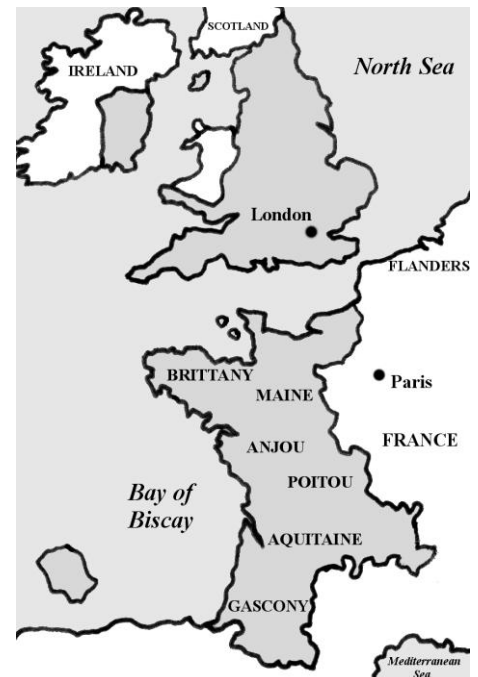 SCOTLAND
IRELAND
North Sea
London
FLANDERS
BRITTANY
MAINE
Paris
ANJOU
FRANCE
POITOU
Bay of
Biscay
AQUITAINE
GASCONY
Mediterranean
Sea